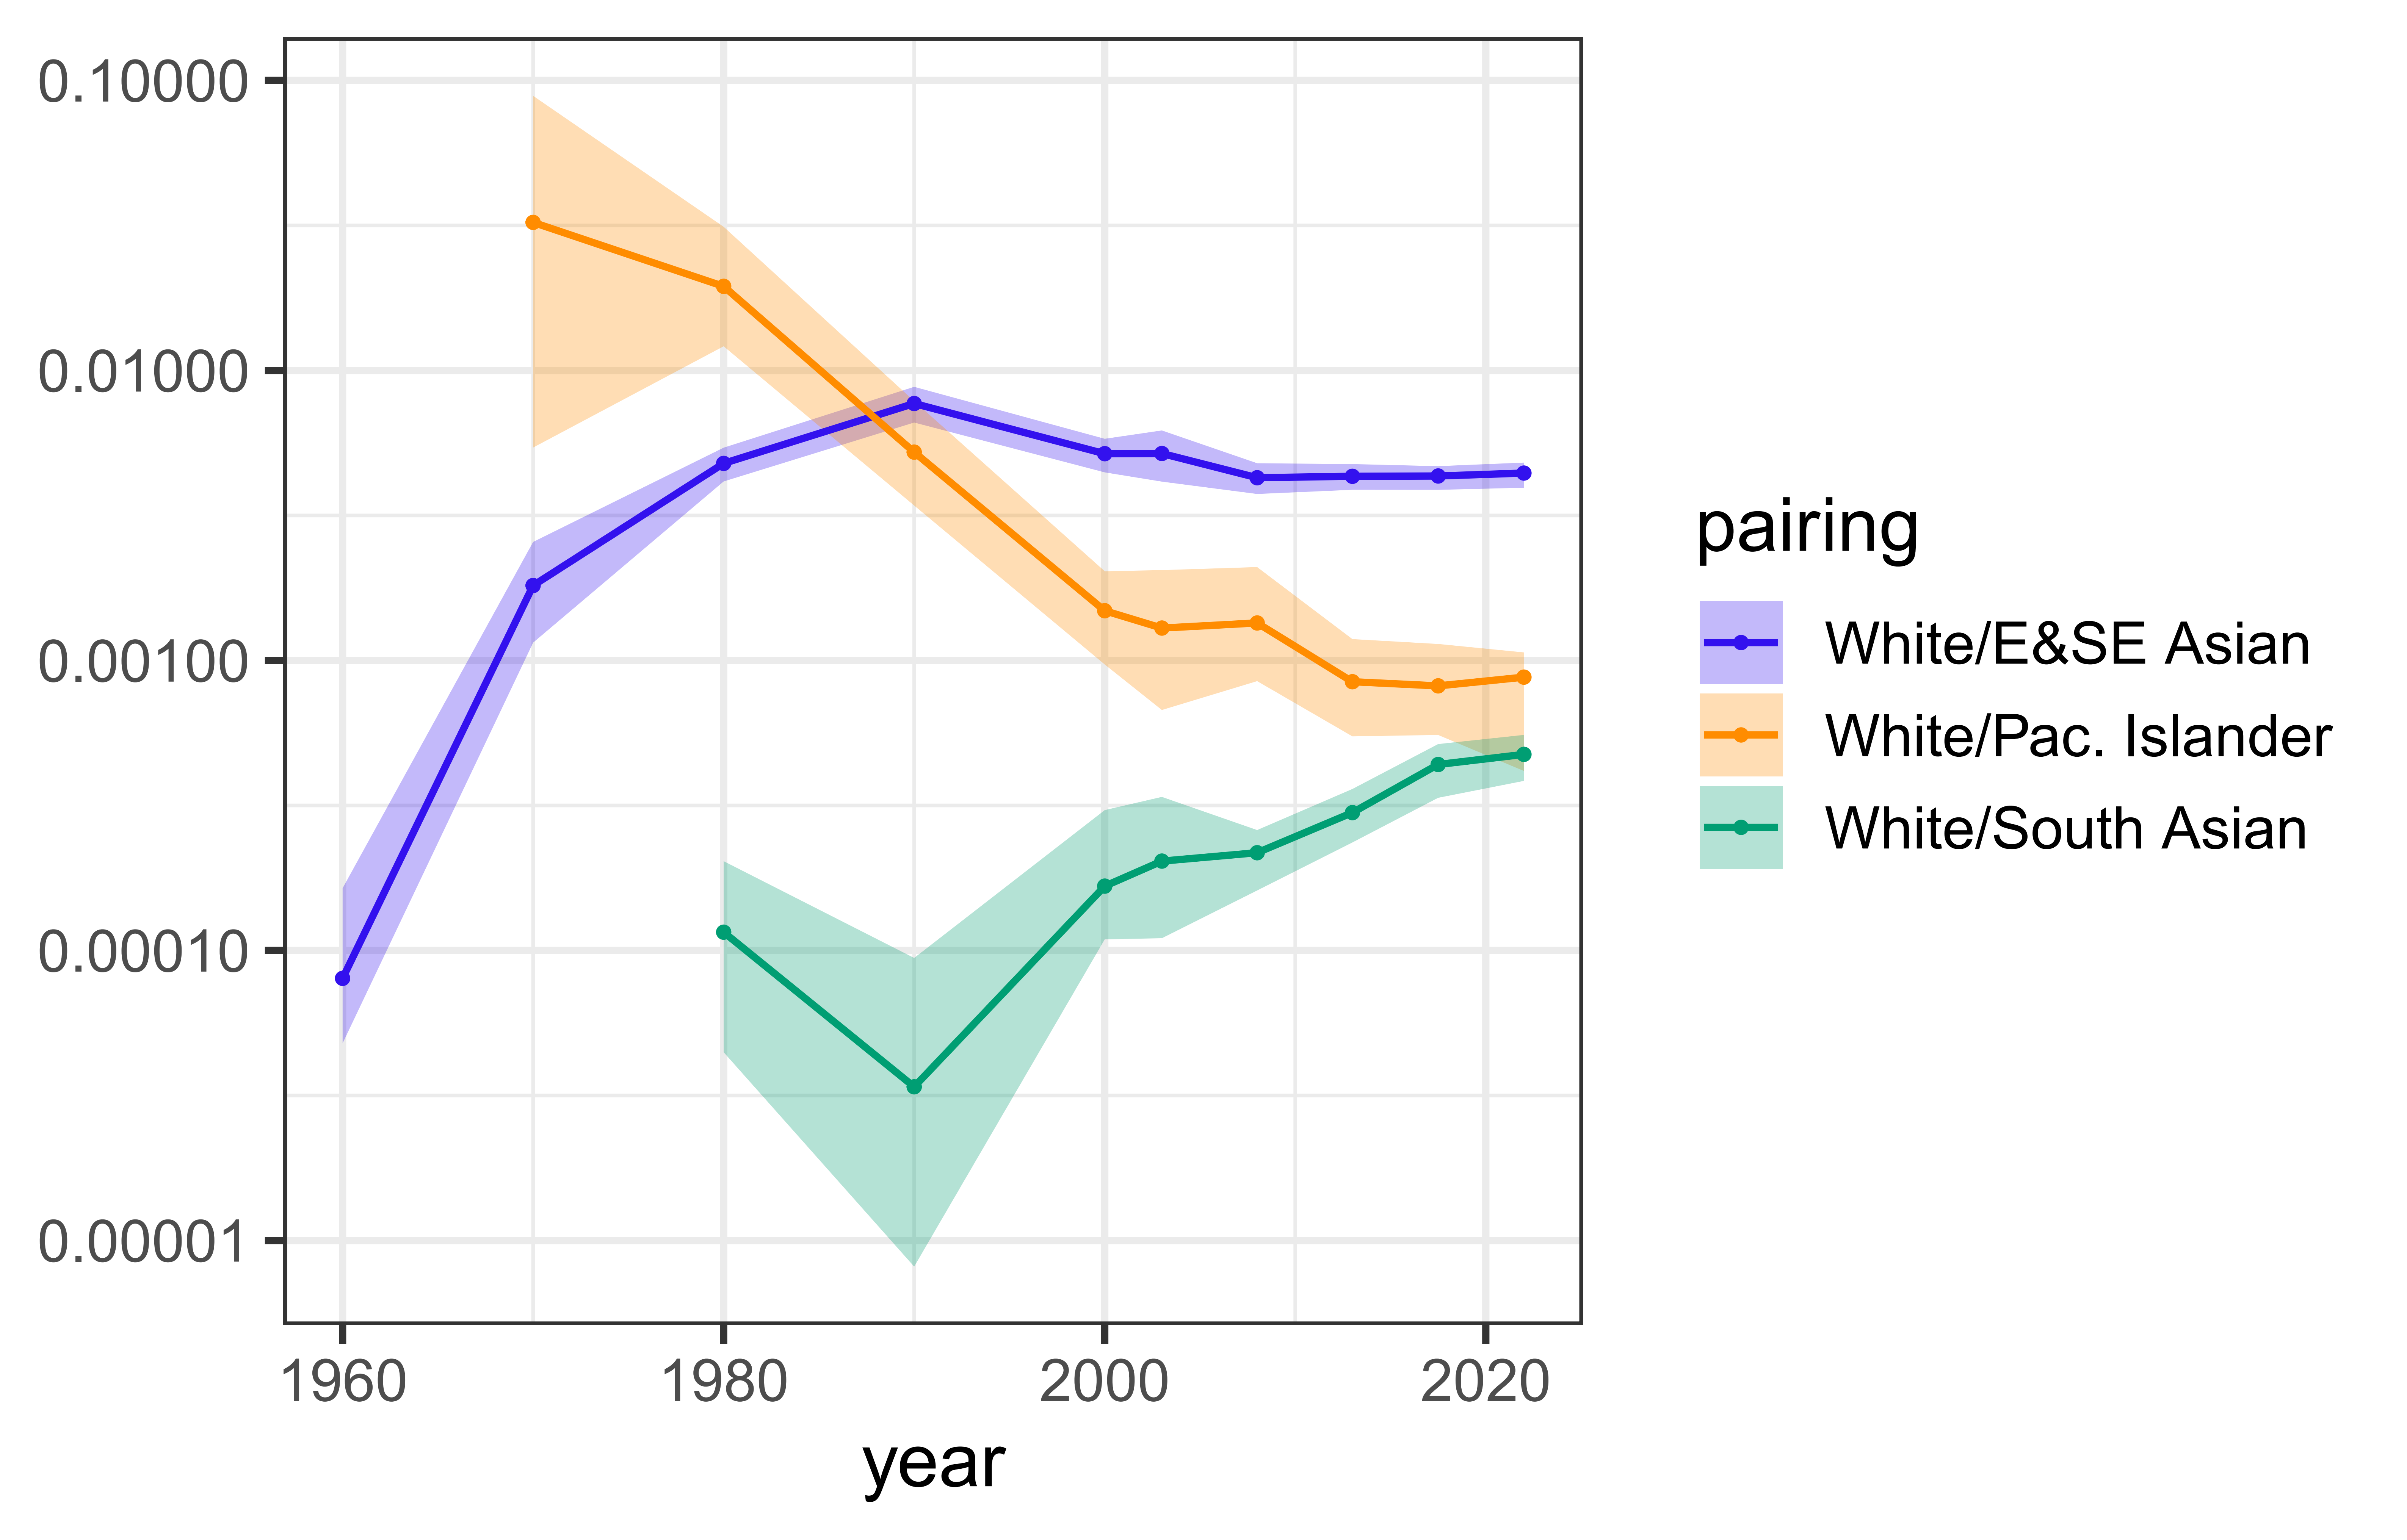 0.10000
0.01000
0.00100
0.00010
0.00001
1960 1980 2000 2020
year
pairing
White/E&SE Asian
White/Pac. Islander
White/South Asian